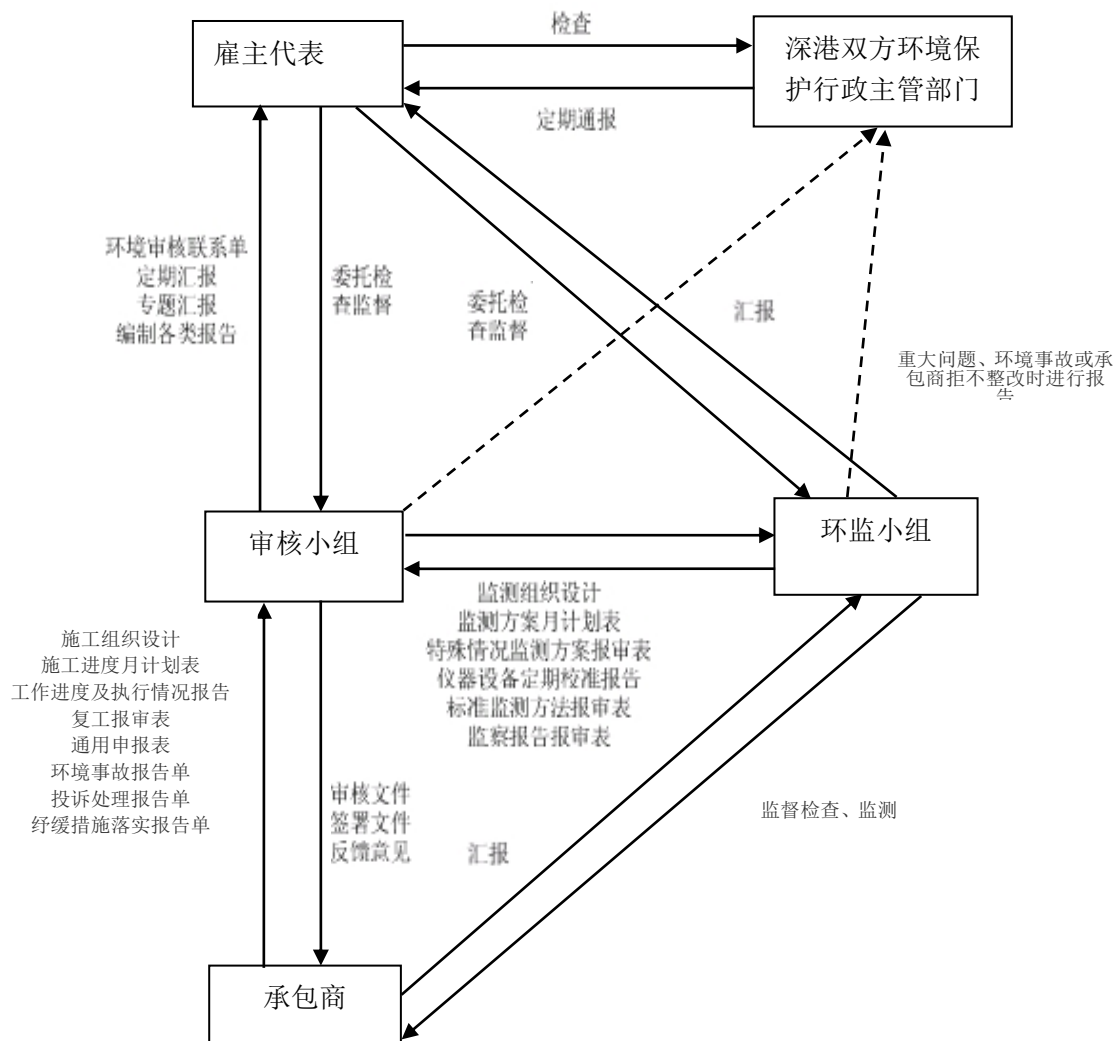 检查
雇主代表
深港双方环境保
护行政主管部门
定期通报
环境审核联系单
定期汇报
专题汇报
编制各类报告
委托检
查监督
委托检
查监督
汇报
重大问题、环境事故或承
包商拒不整改时进行报
告
审核小组
环监小组
监测组织设计
监测方案月计划表
特殊情况监测方案报审表
仪器设备定期校准报告
标准监测方法报审表
监察报告报审表
施工组织设计
施工进度月计划表
工作进度及执行情况报告
复工报审表
通用申报表
环境事故报告单
投诉处理报告单
纾缓措施落实报告单
审核文件
签署文件
反馈意见
汇报
监督检查、监测
承包商